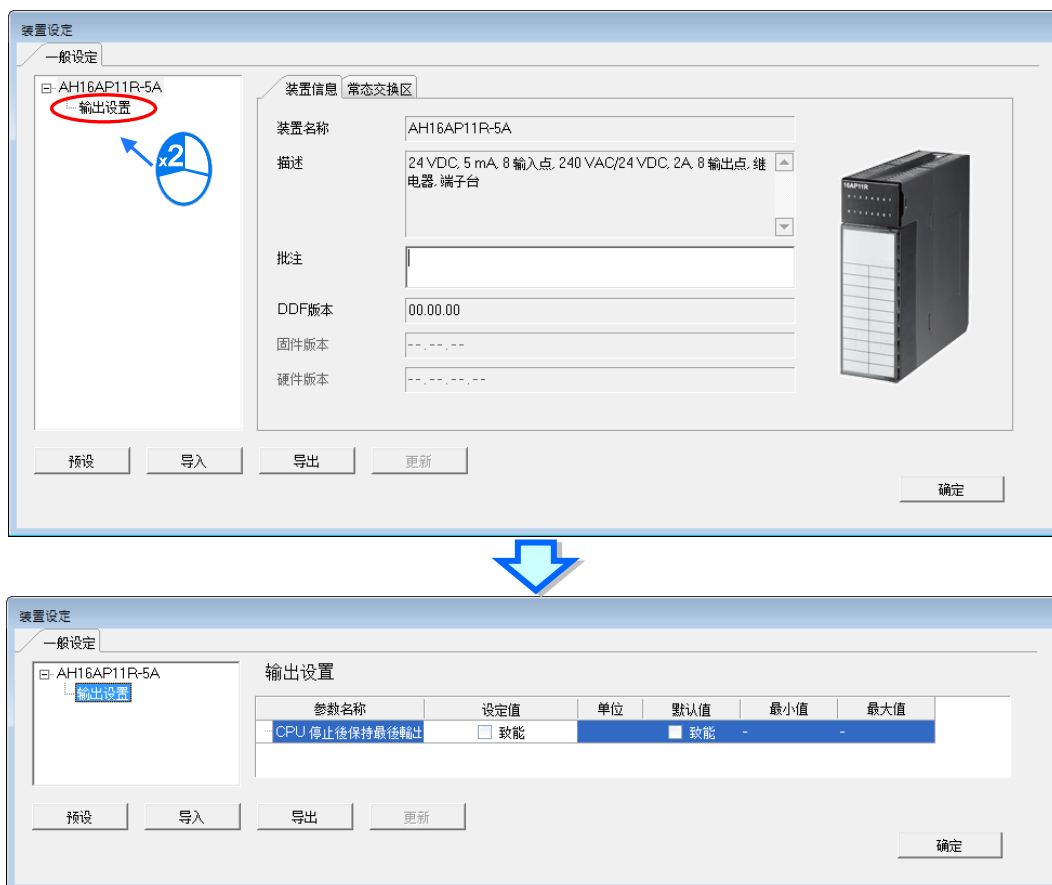 装置设定
一般设定
AH16AP11R-5A
输出设置
x2
装置信息 常态交换区
装置名称 AH16AP11R-5A
描述 24 VDC, 5 mA, 8 输入点, 240 VAC/24 VDC, 2A, 8 输出点, 继
电器, 端子台
16AP11R
批注
DDF版本 00.00.00
固件版本 --.--.--
硬件版本 --.--.--.--
预设 导入 导出 更新
确定
装置设定
一般设定
AH16AP11R-5A
输出设置
输出设置
参数名称 设定值 单位 默认值 最小值 最大值
CPU 停止後保持最後輸出 致能 致能 - -
预设 导入 导出 更新
确定